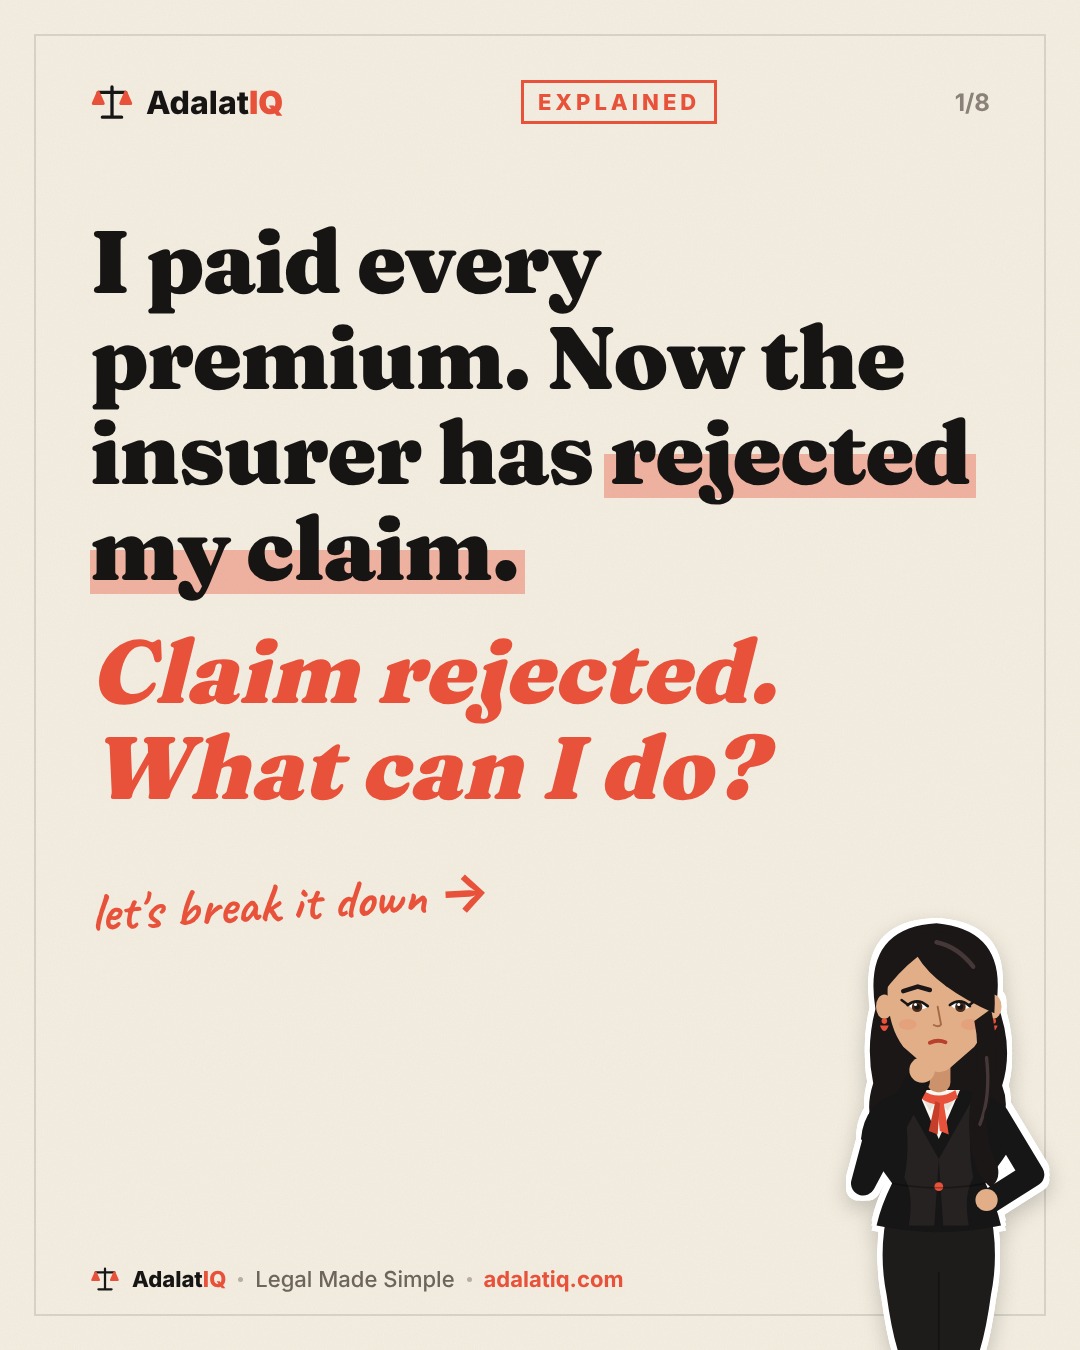 AdalatIQ
EXPLAINED
1/8
I paid every
premium. Now the
insurer has rejected
my claim.
Claim rejected.
What can I do?
let's break it down →
AdalatIQ • Legal Made Simple • adalatiq.com